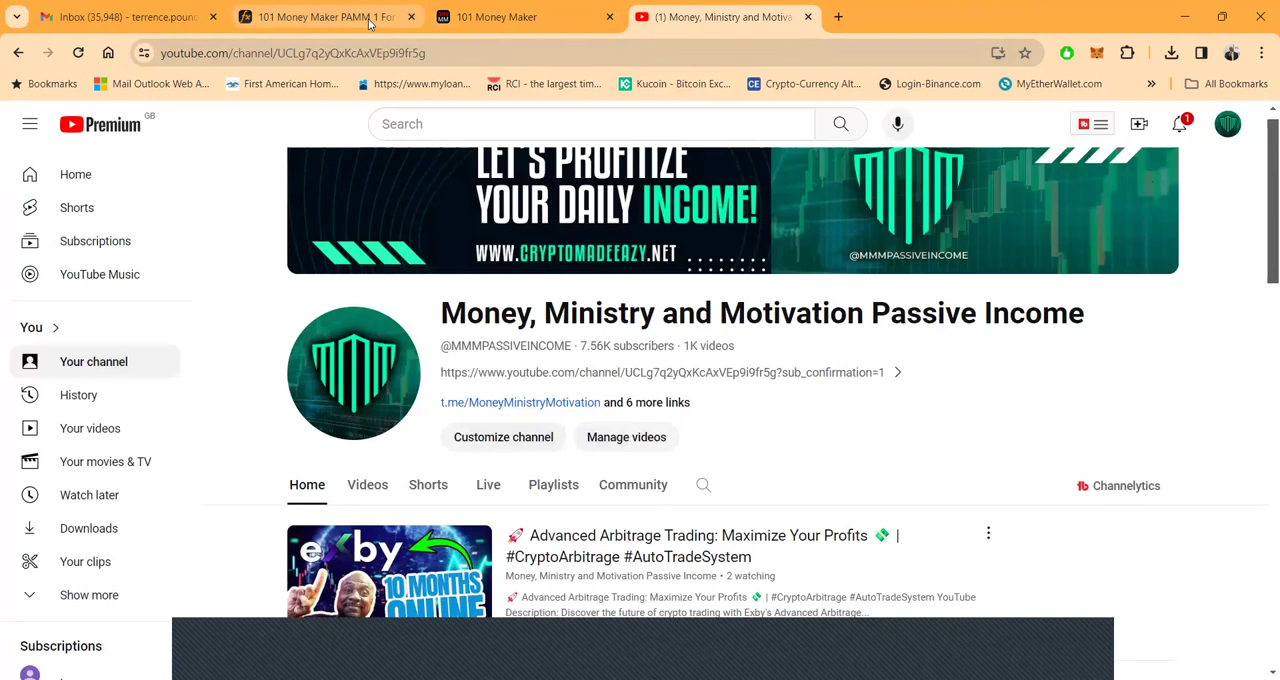 Inbox (35,948) - terrence.poun
101 Money Maker PAMM_1 For
101 Money Maker
(1) Money, Ministry and Motiva
youtube.com/channel/UCLg7q2yQxKcAxVEp9i9fr5g
Bookmarks
Mail Outlook Web A...
First American Hom...
https://www.myloan...
RCI - the largest tim...
Kucoin - Bitcoin Exc...
Crypto-Currency Alt...
Login-Binance.com
MyEtherWallet.com
All Bookmarks
Premium GB
Search
1
Home
Shorts
Subscriptions
YouTube Music
You
Your channel
History
Your videos
Your movies & TV
Watch later
Downloads
Your clips
Show more
Subscriptions
LET'S PROFITIZE
YOUR DAILY INCOME!
WWW.CRYPTOMADEEAZY.NET
@MMMPASSIVEINCOME
Money, Ministry and Motivation Passive Income
@MMMPASSIVEINCOME · 7.56K subscribers · 1K videos
https://www.youtube.com/channel/UCLg7q2yQxKcAxVEp9i9fr5g?sub_confirmation=1
t.me/MoneyMinistryMotivation and 6 more links
Customize channel
Manage videos
Home
Videos
Shorts
Live
Playlists
Community
Channelytics
exby
10 MONTHS
ONLINE
🚀 Advanced Arbitrage Trading: Maximize Your Profits 💸 |
#CryptoArbitrage #AutoTradeSystem
Money, Ministry and Motivation Passive Income • 2 watching
🚀 Advanced Arbitrage Trading: Maximize Your Profits 💸 | #CryptoArbitrage #AutoTradeSystem YouTube
Description: Discover the future of crypto trading with Exby's Advanced Arbitrage...